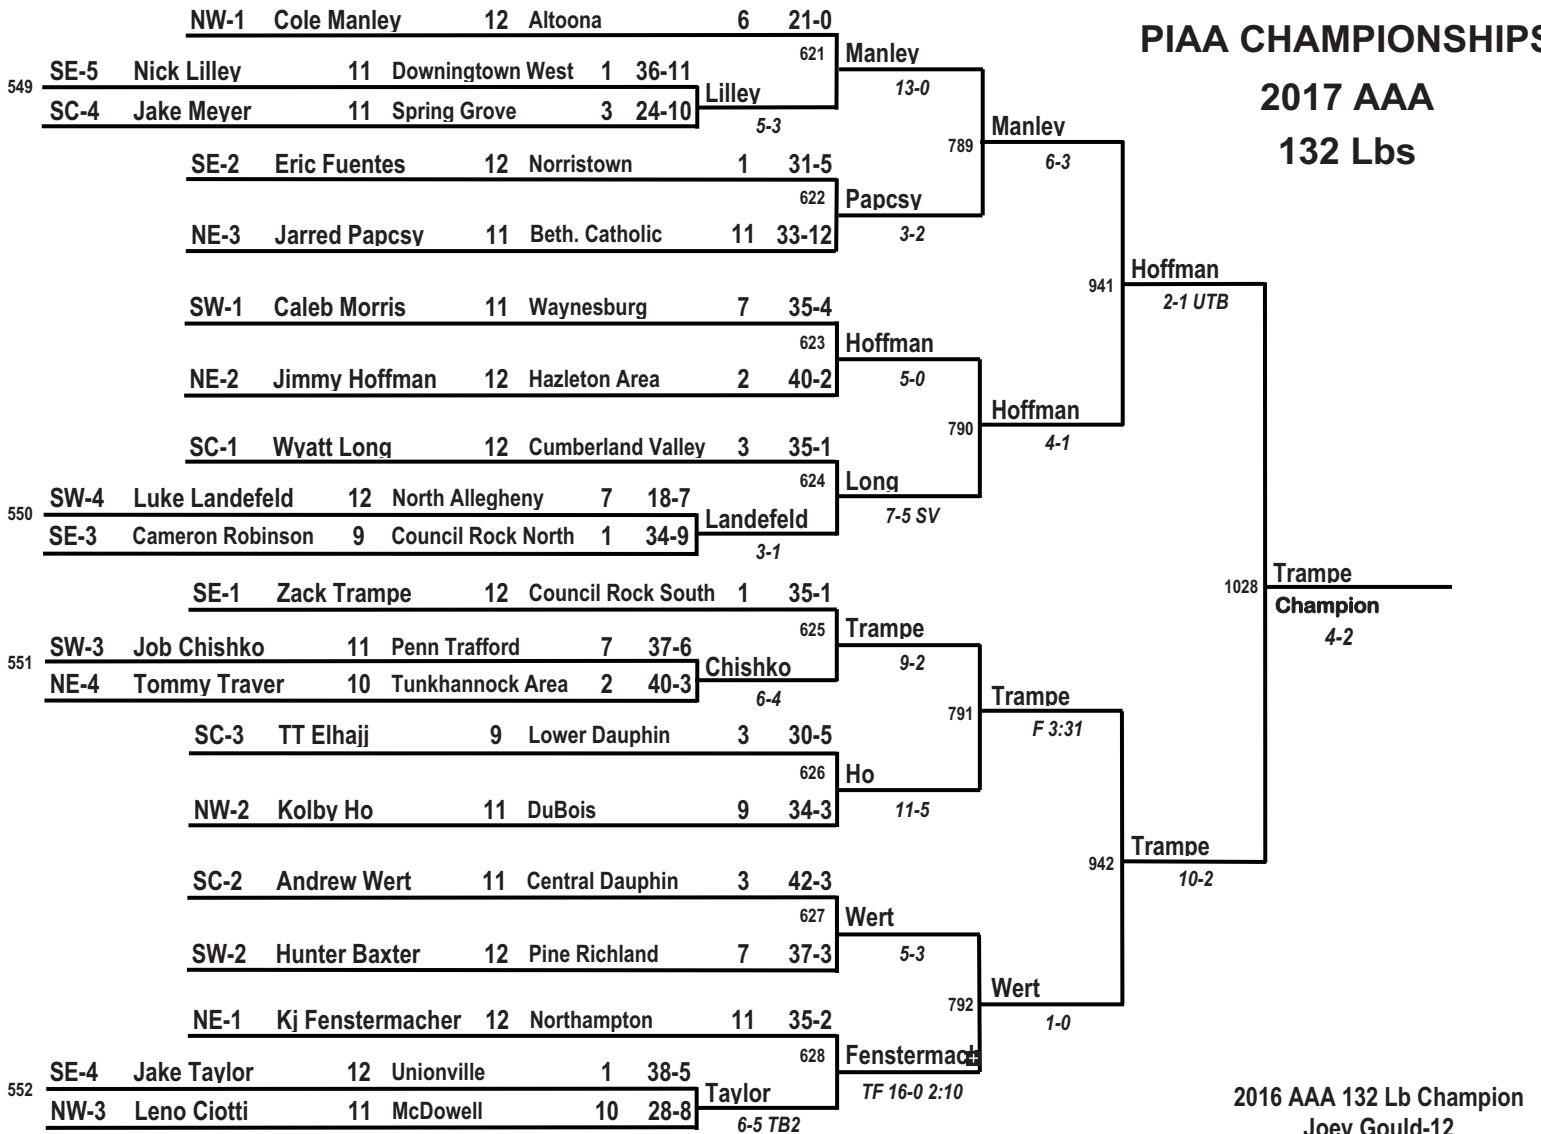 PIAA CHAMPIONSHIPS
2017 AAA
132 Lbs
NW-1 Cole Manley 12 Altoona 6 21-0
621 Manley
13-0
549 SE-5 Nick Lilley 11 Downingtown West 1 36-11
SC-4 Jake Meyer 11 Spring Grove 3 24-10
Lilley
5-3
789 Manley
6-3
SE-2 Eric Fuentes 12 Norristown 1 31-5
622 Papcsy
3-2
NE-3 Jarred Papcsy 11 Beth. Catholic 11 33-12
941 Hoffman
2-1 UTB
SW-1 Caleb Morris 11 Waynesburg 7 35-4
623 Hoffman
5-0
NE-2 Jimmy Hoffman 12 Hazleton Area 2 40-2
790 Hoffman
4-1
SC-1 Wyatt Long 12 Cumberland Valley 3 35-1
624 Long
7-5 SV
550 SW-4 Luke Landefeld 12 North Allegheny 7 18-7
SE-3 Cameron Robinson 9 Council Rock North 1 34-9
Landefeld
3-1
1028 Trampe
Champion
4-2
SE-1 Zack Trampe 12 Council Rock South 1 35-1
625 Trampe
9-2
551 SW-3 Job Chishko 11 Penn Trafford 7 37-6
NE-4 Tommy Traver 10 Tunkhannock Area 2 40-3
Chishko
6-4
791 Trampe
F 3:31
SC-3 TT Elhajj 9 Lower Dauphin 3 30-5
626 Ho
11-5
NW-2 Kolby Ho 11 DuBois 9 34-3
942 Trampe
10-2
SC-2 Andrew Wert 11 Central Dauphin 3 42-3
627 Wert
5-3
SW-2 Hunter Baxter 12 Pine Richland 7 37-3
792 Wert
1-0
NE-1 Kj Fenstermacher 12 Northampton 11 35-2
628 Fenstermach
TF 16-0 2:10
552 SE-4 Jake Taylor 12 Unionville 1 38-5
NW-3 Leno Ciotti 11 McDowell 10 28-8
Taylor
6-5 TB2
2016 AAA 132 Lb Champion
Joey Gould-12